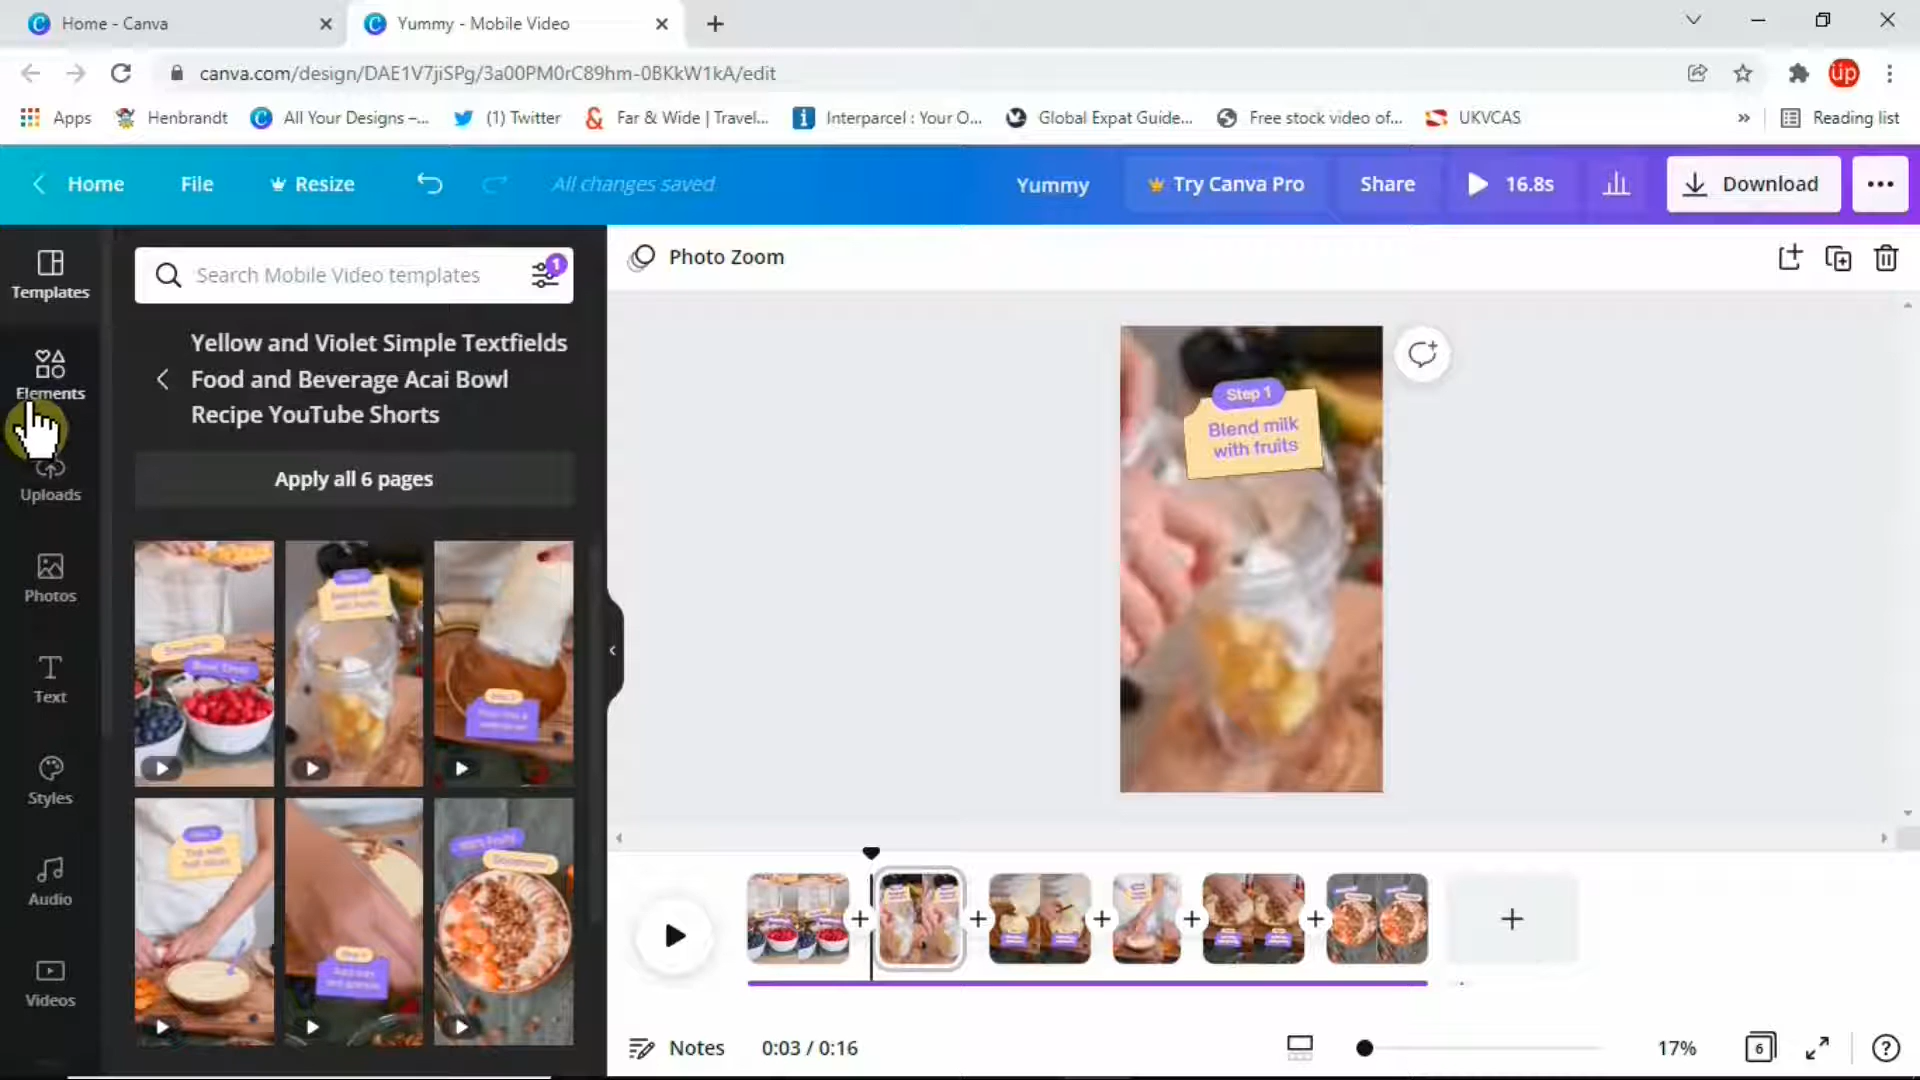 Home - Canva
Yummy - Mobile Video
canva.com/design/DAE1V7jiSPg/3a00PM0rC89hm-0BKkW1kA/edit
üp
Apps
Henbrandt
All Your Designs –...
(1) Twitter
Far & Wide | Travel...
Interparcel : Your O...
Global Expat Guide...
Free stock video of...
UKVCAS
»
Reading list
Home
File
Resize
All changes saved
Yummy
Try Canva Pro
Share
16.8s
Download
Templates
Elements
Uploads
Photos
Text
Styles
Audio
Videos
Search Mobile Video templates
1
Yellow and Violet Simple Textfields
Food and Beverage Acai Bowl
Recipe YouTube Shorts
Apply all 6 pages
Photo Zoom
Step 1
Blend milk
with fruits
Notes
0:03 / 0:16
17%
6